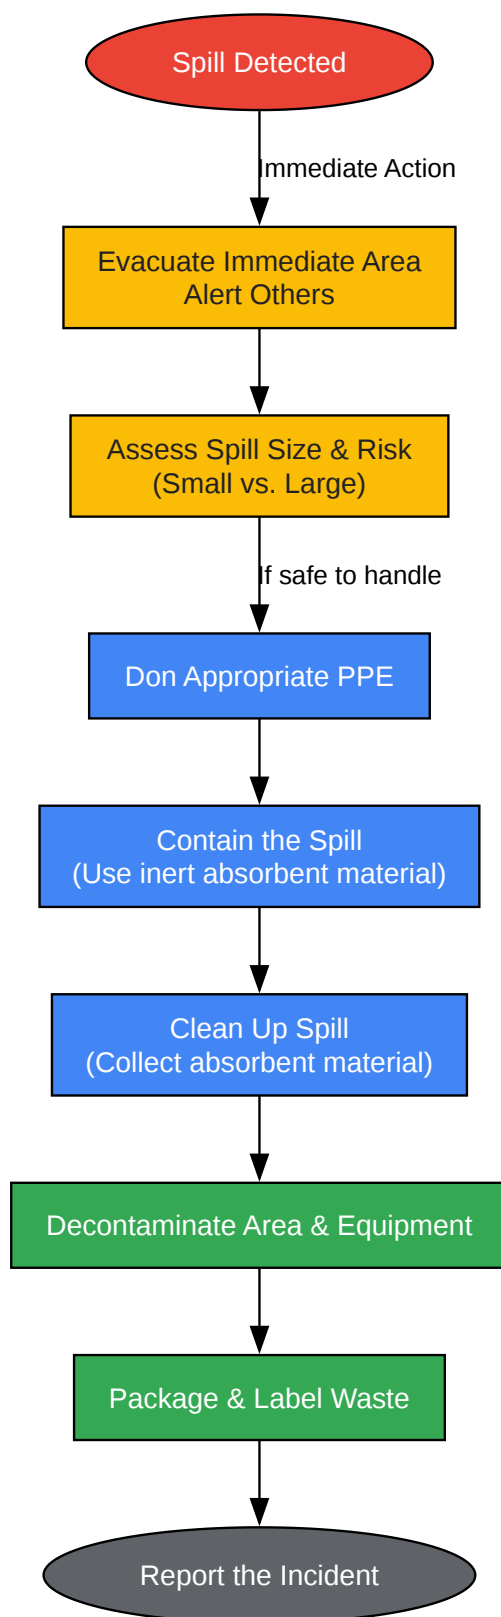 Spill Detected
Immediate Action
Evacuate Immediate Area
Alert Others
Assess Spill Size & Risk
(Small vs. Large)
If safe to handle
Don Appropriate PPE
Contain the Spill
(Use inert absorbent material)
Clean Up Spill
(Collect absorbent material)
Decontaminate Area & Equipment
Package & Label Waste
Report the Incident